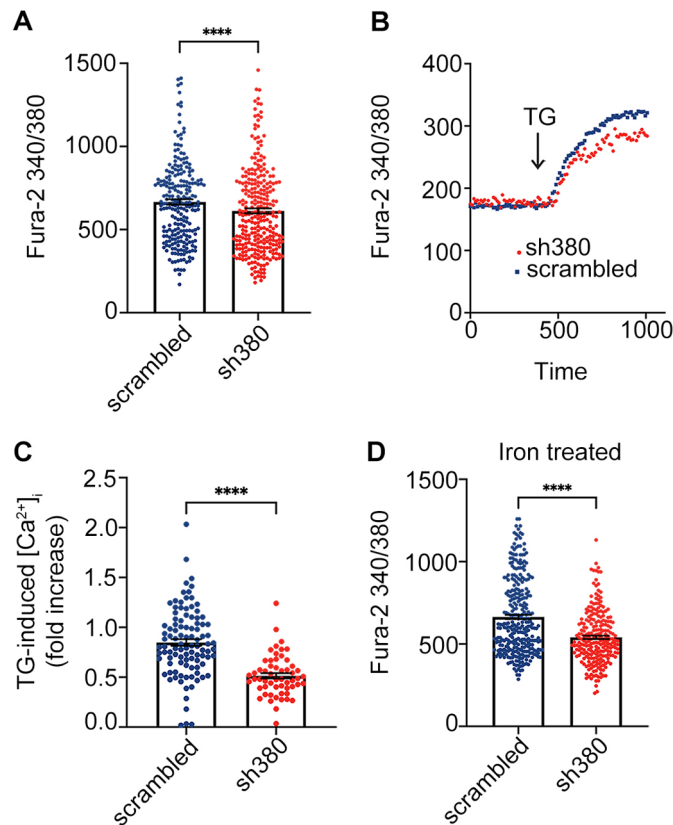 A
****
Fura-2 340/380
1500
1000
500
0
scrambled
sh380
B
Fura-2 340/380
400
300
200
100
0
TG
sh380
scrambled
0
500
1000
Time
C
****
TG-induced [Ca²⁺]ᵢ
(fold increase)
2.5
2.0
1.5
1.0
0.5
0.0
scrambled
sh380
D
Iron treated
****
Fura-2 340/380
1500
1000
500
0
scrambled
sh380